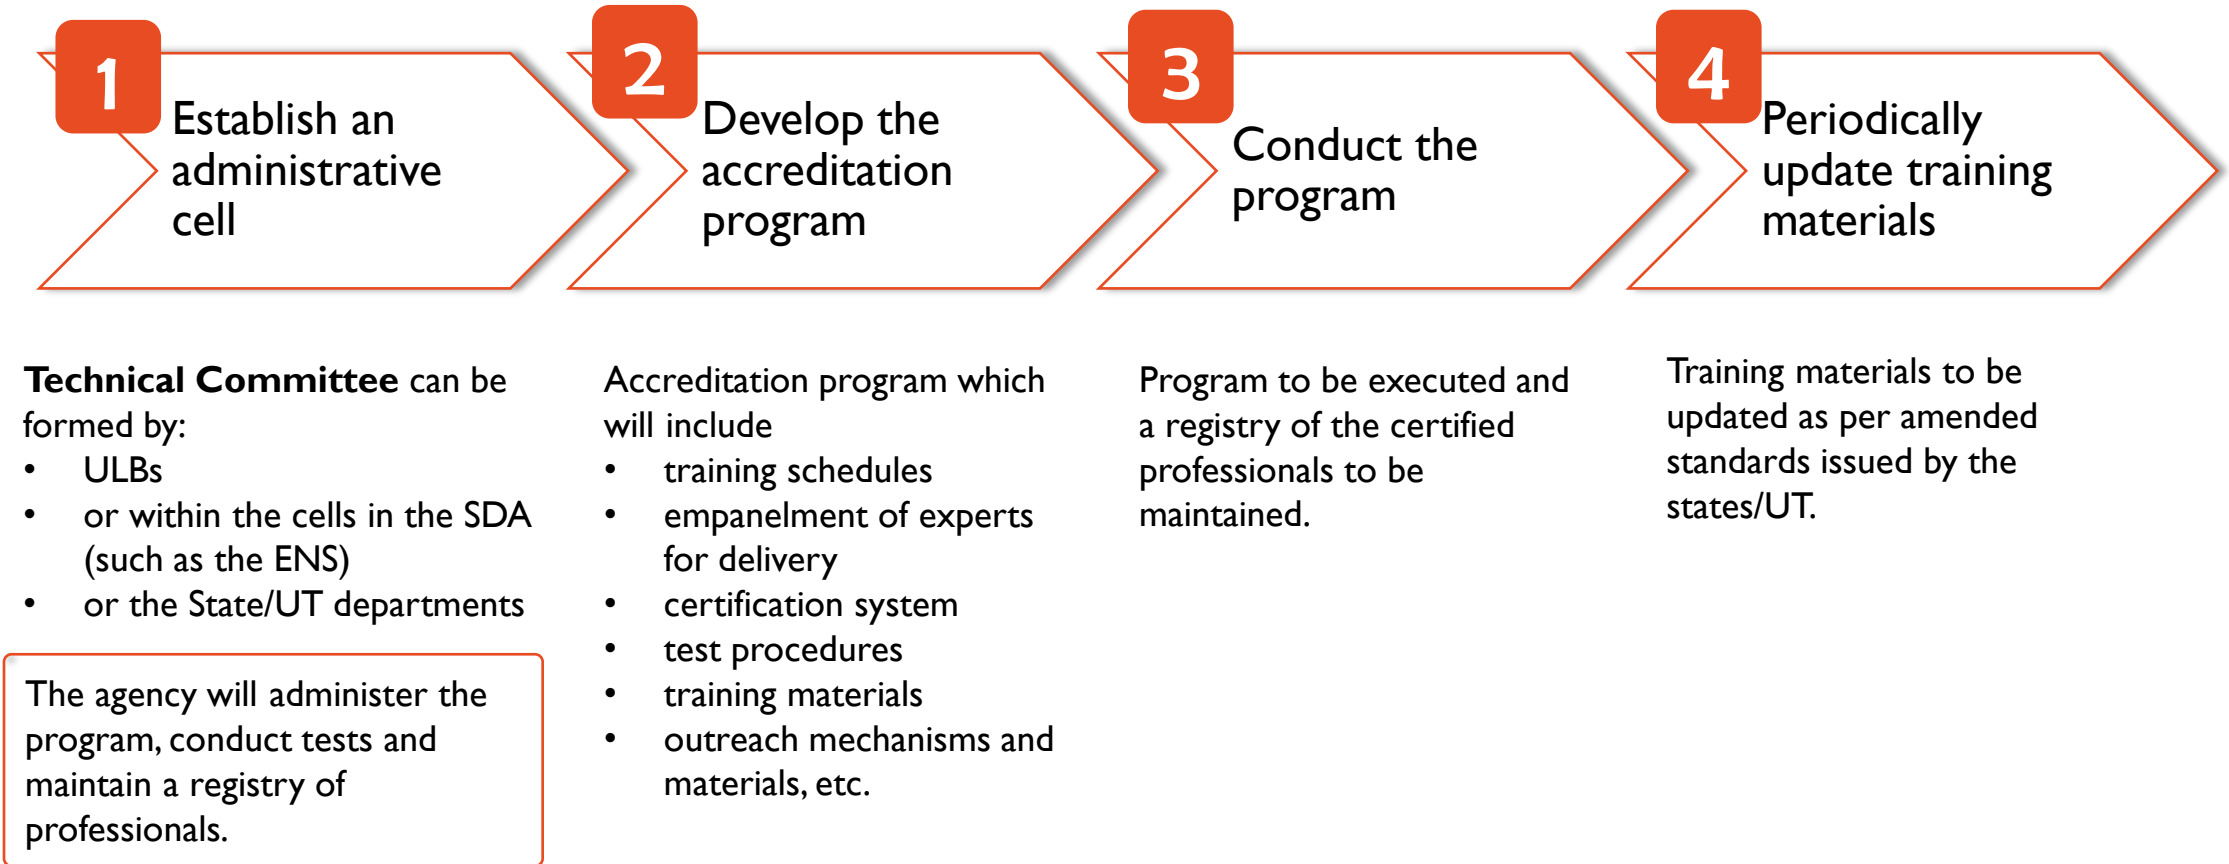 1
Establish an
administrative
cell
2
Develop the
accreditation
program
3
Conduct the
program
4
Periodically
update training
materials
Technical Committee can be
formed by:
• ULBs
• or within the cells in the SDA
(such as the ENS)
• or the State/UT departments
The agency will administer the
program, conduct tests and
maintain a registry of
professionals.
Accreditation program which
will include
• training schedules
• empanelment of experts
for delivery
• certification system
• test procedures
• training materials
• outreach mechanisms and
materials, etc.
Program to be executed and
a registry of the certified
professionals to be
maintained.
Training materials to be
updated as per amended
standards issued by the
states/UT.